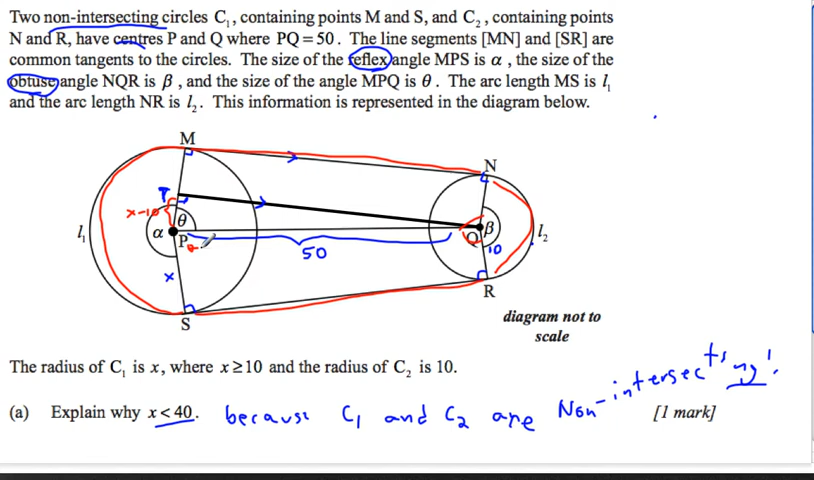 Two non-intersecting circles C₁, containing points M and S, and C₂, containing points
N and R, have centres P and Q where PQ = 50. The line segments [MN] and [SR] are
common tangents to the circles. The size of the reflex angle MPS is α, the size of the
obtuse angle NQR is β, and the size of the angle MPQ is θ. The arc length MS is l₁
and the arc length NR is l₂. This information is represented in the diagram below.
M
N
T
x-10
θ
l₁
α
P
Q
β
l₂
50
10
x
R
S
diagram not to
scale
The radius of C₁ is x, where x ≥ 10 and the radius of C₂ is 10.
(a) Explain why x < 40. because C₁ and C₂ are Non-intersecting! [1 mark]